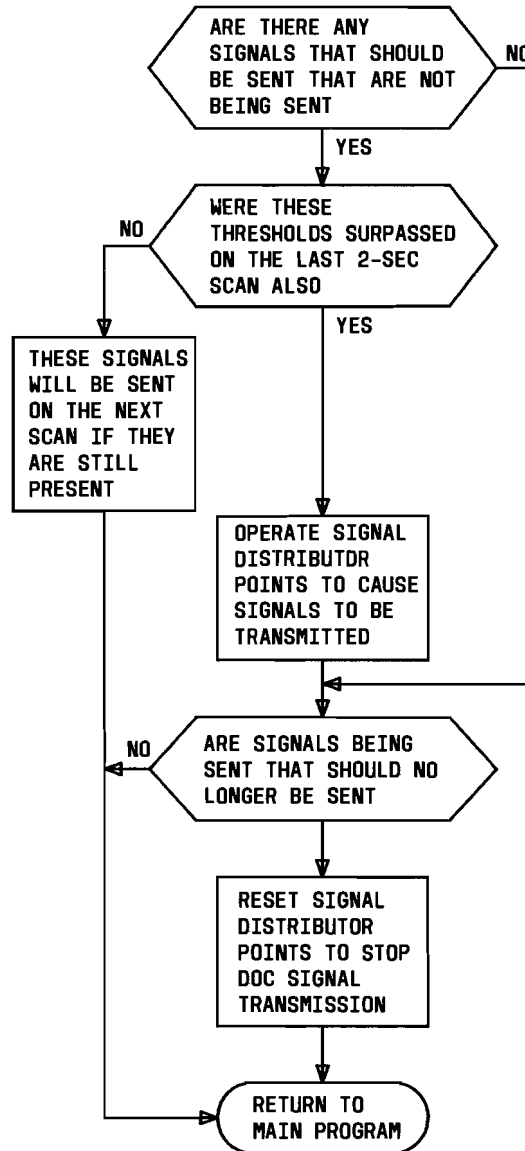 ARE THERE ANY
SIGNALS THAT SHOULD
BE SENT THAT ARE NOT
BEING SENT
NO
YES
WERE THESE
THRESHOLDS SURPASSED
ON THE LAST 2-SEC
SCAN ALSO
NO
YES
THESE SIGNALS
WILL BE SENT
ON THE NEXT
SCAN IF THEY
ARE STILL
PRESENT
OPERATE SIGNAL
DISTRIBUTOR
POINTS TO CAUSE
SIGNALS TO BE
TRANSMITTED
NO
ARE SIGNALS BEING
SENT THAT SHOULD NO
LONGER BE SENT
RESET SIGNAL
DISTRIBUTOR
POINTS TO STOP
DOC SIGNAL
TRANSMISSION
RETURN TO
MAIN PROGRAM